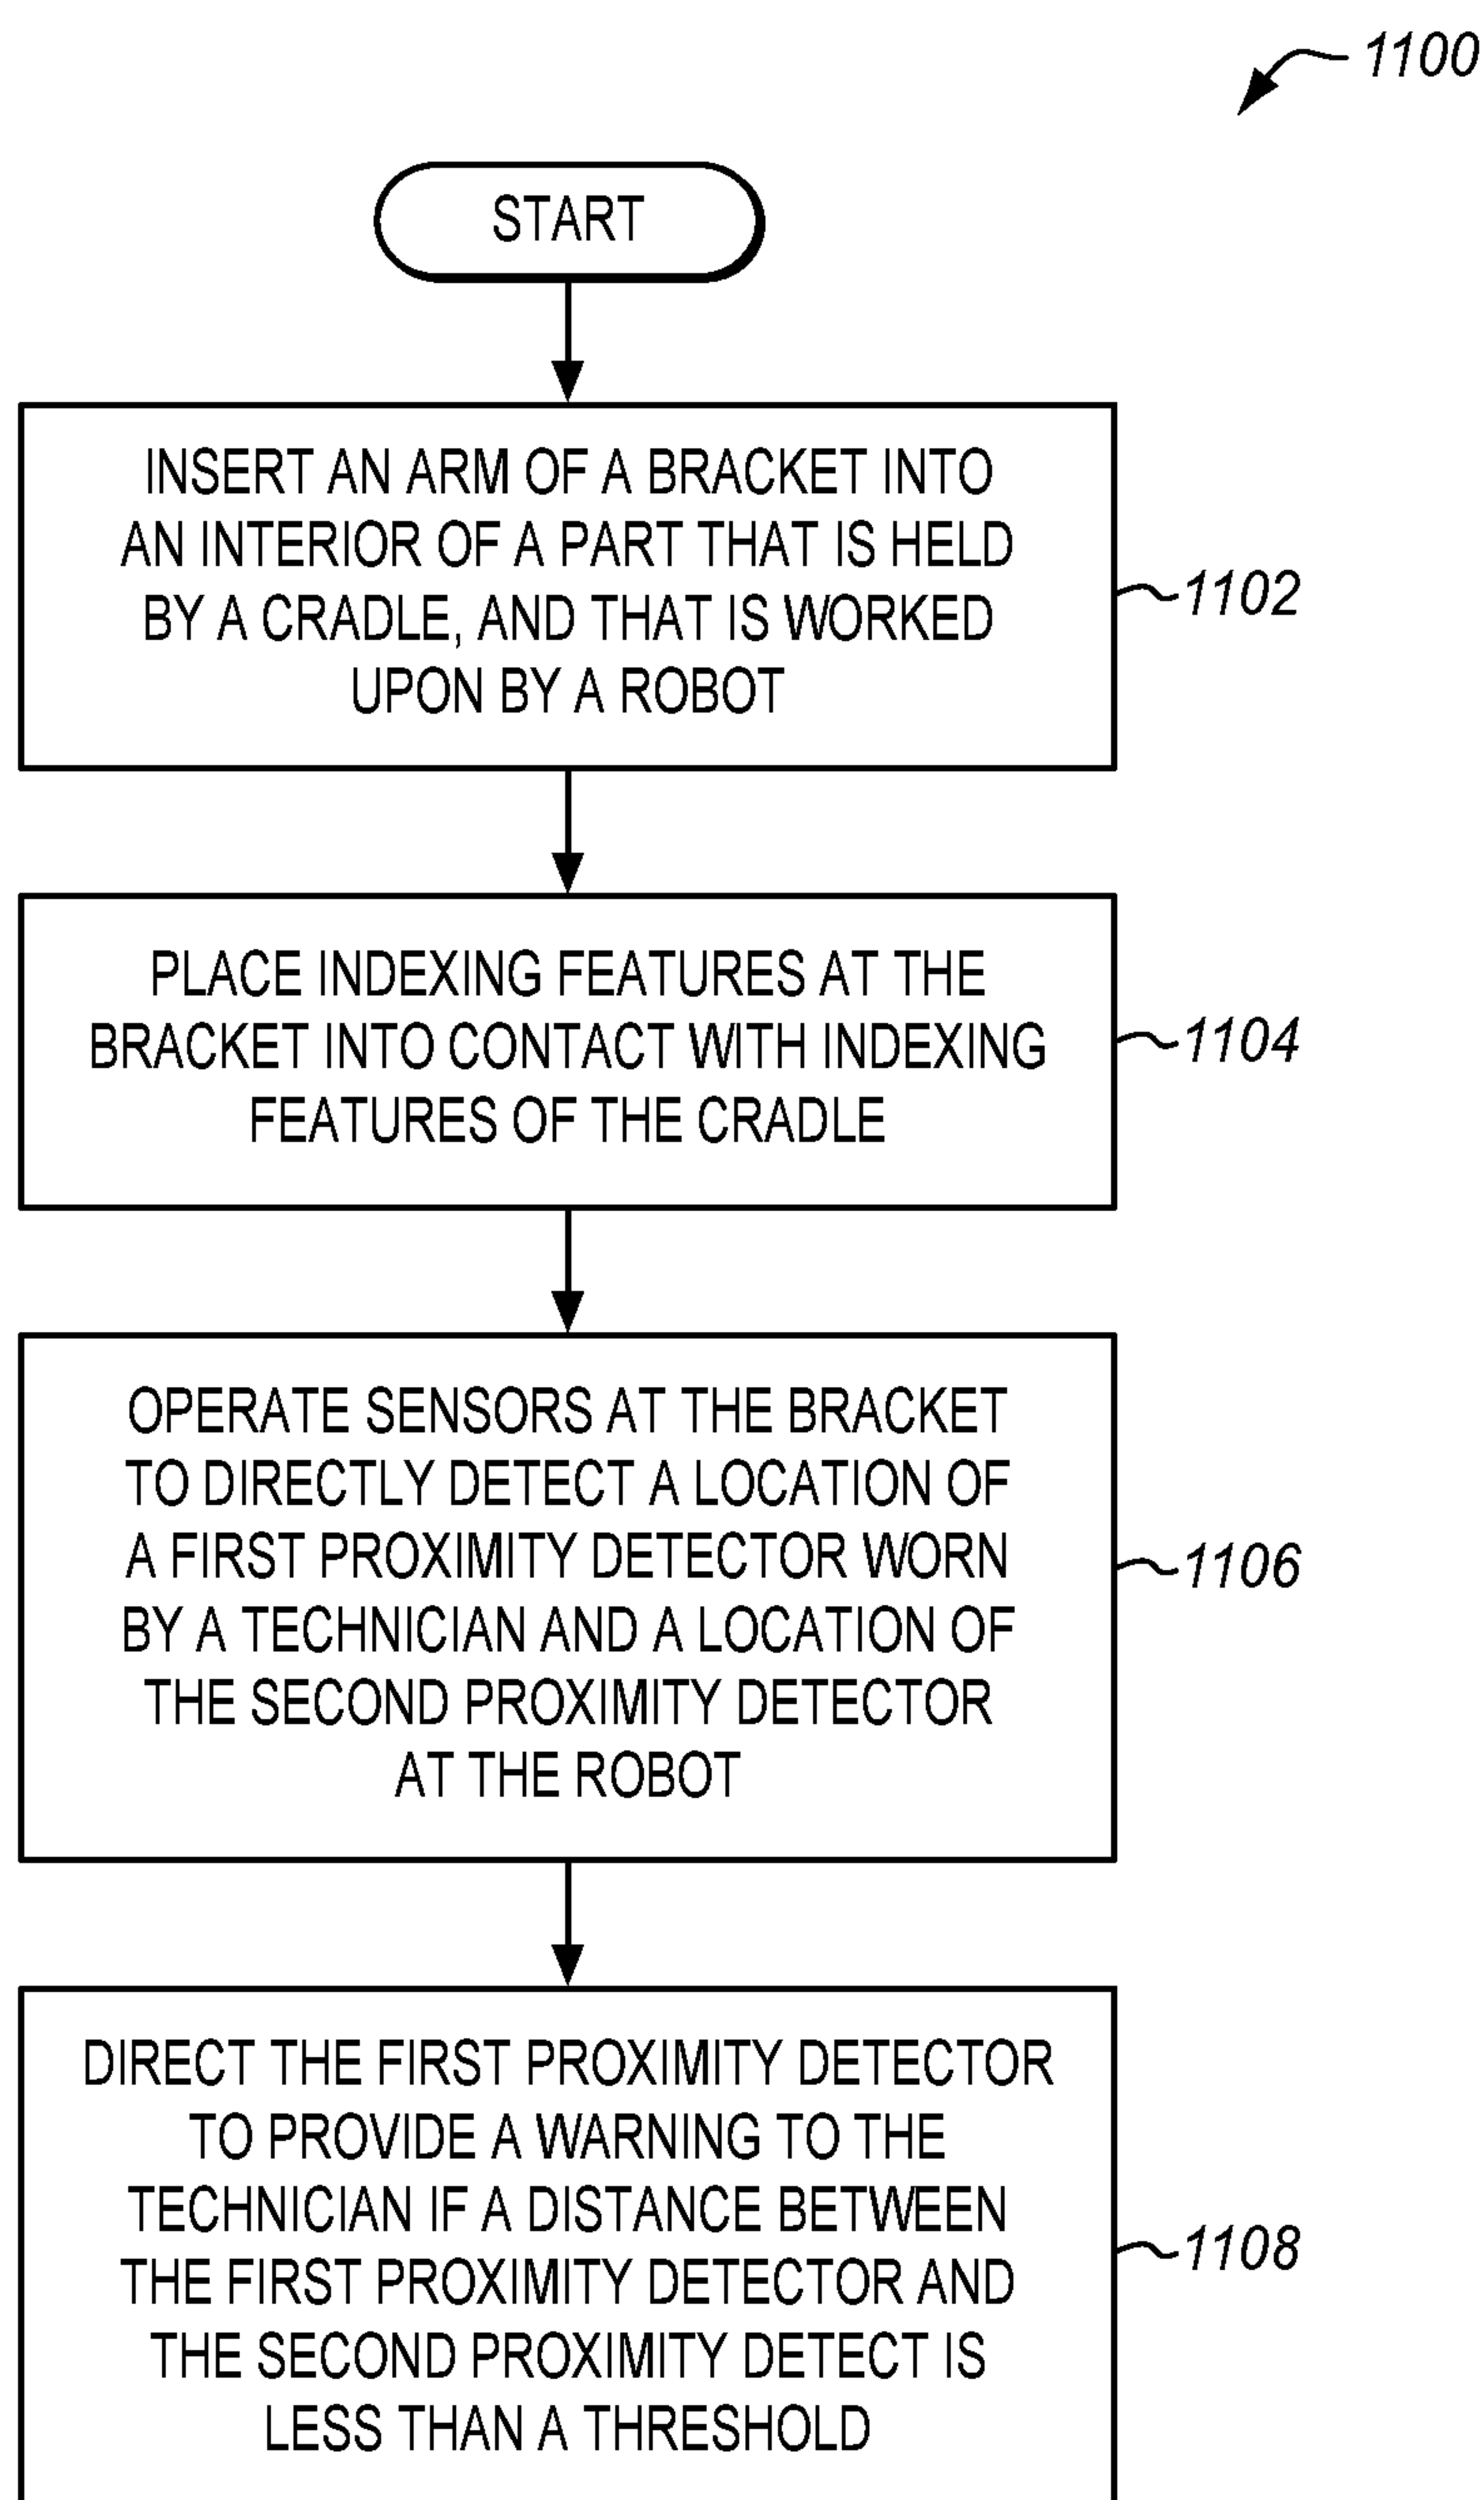 1100
START
INSERT AN ARM OF A BRACKET INTO
AN INTERIOR OF A PART THAT IS HELD
BY A CRADLE, AND THAT IS WORKED
UPON BY A ROBOT
1102
PLACE INDEXING FEATURES AT THE
BRACKET INTO CONTACT WITH INDEXING
FEATURES OF THE CRADLE
1104
OPERATE SENSORS AT THE BRACKET
TO DIRECTLY DETECT A LOCATION OF
A FIRST PROXIMITY DETECTOR WORN
BY A TECHNICIAN AND A LOCATION OF
THE SECOND PROXIMITY DETECTOR
AT THE ROBOT
1106
DIRECT THE FIRST PROXIMITY DETECTOR
TO PROVIDE A WARNING TO THE
TECHNICIAN IF A DISTANCE BETWEEN
THE FIRST PROXIMITY DETECTOR AND
THE SECOND PROXIMITY DETECT IS
LESS THAN A THRESHOLD
1108